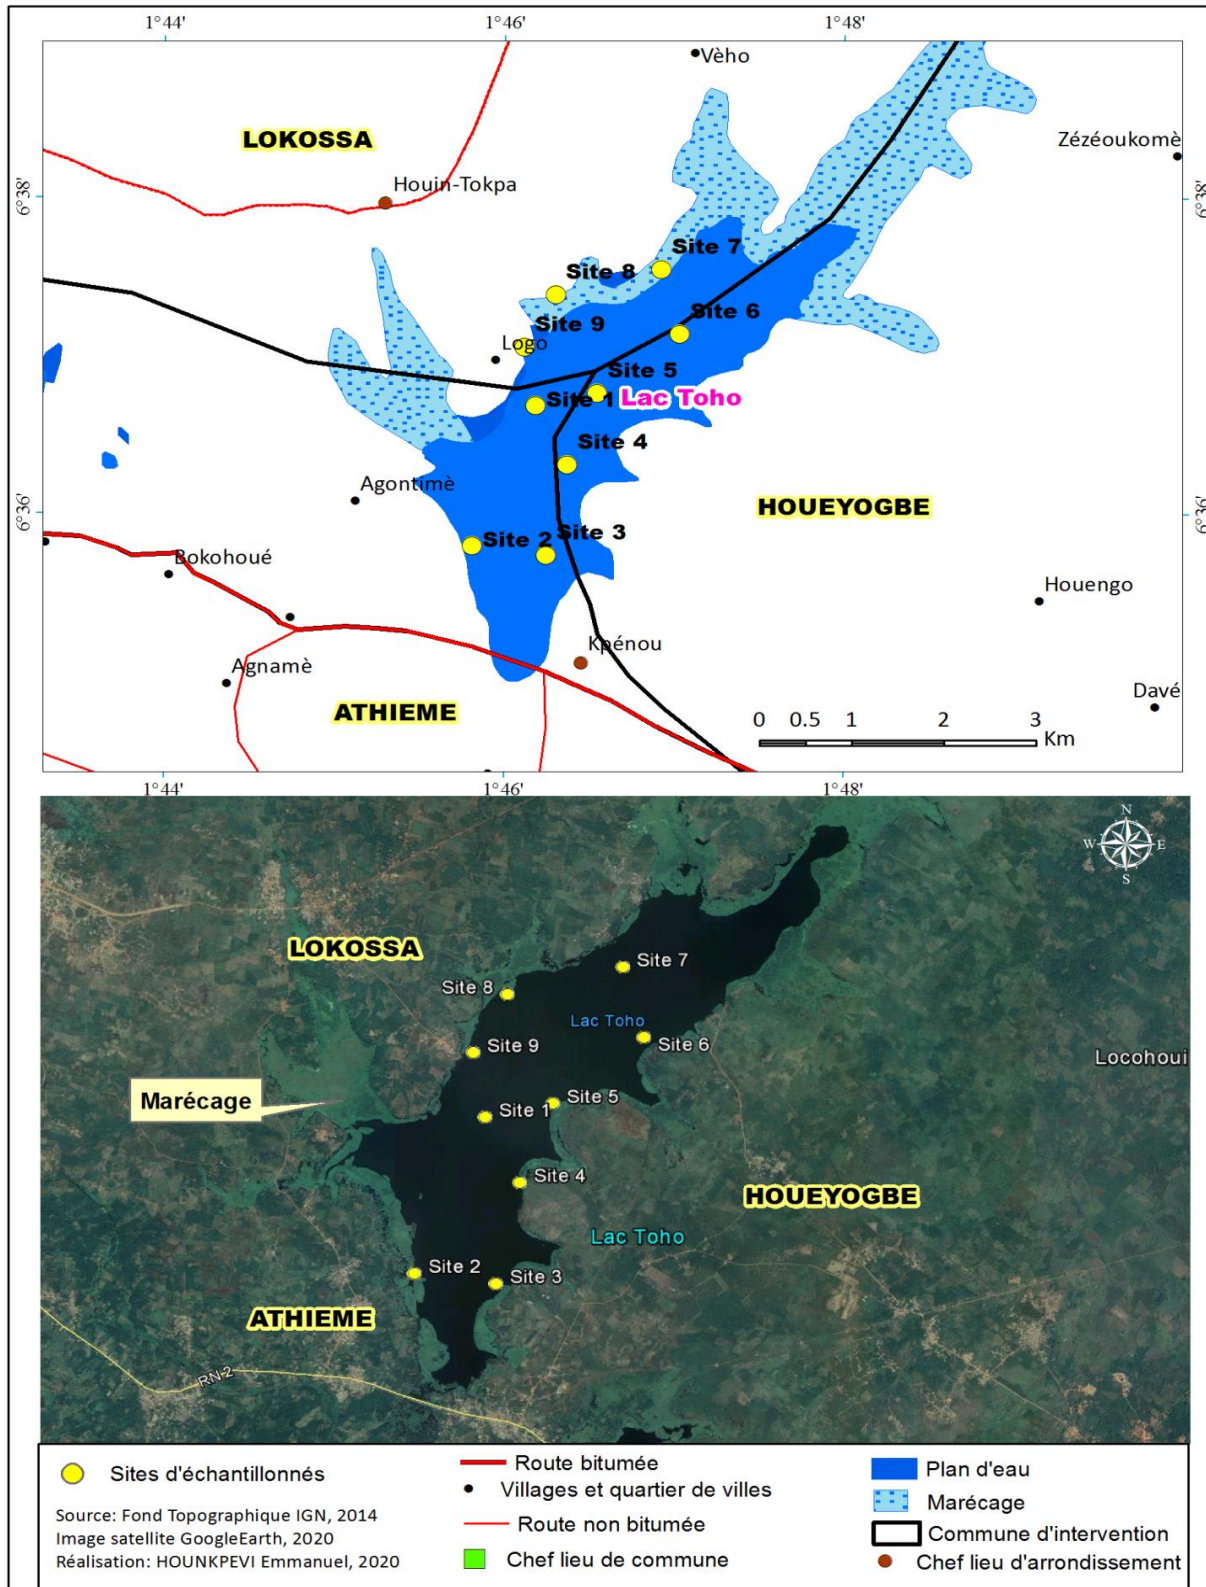 1°44' 1°46' 1°48'
Vèho
LOKOSSA
Zézéoukomè
Houin-Tokpa
6°38' 6°38'
Site 7
Site 8
Site 9
Site 6
Logo
Site 5
Lac Toho
Site 1
Site 4
Agontimè
HOUEYOGBE
6°36' 6°36'
Site 3
Site 2
Bokohoué
Houengo
Kpénou
Agnamè
Davé
ATHIEME
0 0.5 1 2 3
Km
1°44' 1°46' 1°48'
N
W E
S
LOKOSSA
Site 7
Site 8
Lac Toho
Site 9
Site 6
Locohoui
Marécage
Site 5
Site 1
Site 4
HOUEYOGBE
Lac Toho
Site 2
Site 3
ATHIEME
RN 2
Sites d'échantillonnés
Source: Fond Topographique IGN, 2014
Image satellite GoogleEarth, 2020
Réalisation: HOUNKPEVI Emmanuel, 2020
Route bitumée
Villages et quartier de villes
Route non bitumée
Chef lieu de commune
Plan d'eau
Marécage
Commune d'intervention
Chef lieu d'arrondissement